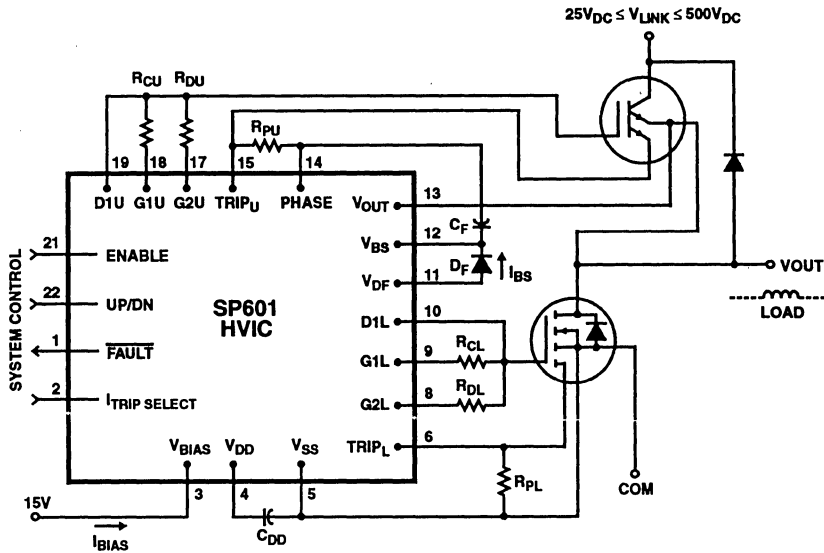 25VDC ≤ VLINK ≤ 500VDC
RCU RDU
RPU
19 18 17 15 14
D1U G1U G2U TRIPU PHASE
VOUT 13
CF
VBS 12
DF IBS
VDF 11
SYSTEM CONTROL
21 ENABLE
22 UP/DN
1 FAULT
2 ITRIP SELECT
SP601
HVIC
D1L 10
G1L 9 RCL
G2L 8 RDL
TRIPL 6
RPL
VOUT
LOAD
COM
VBIAS VDD VSS
3 4 5
15V
IBIAS
CDD